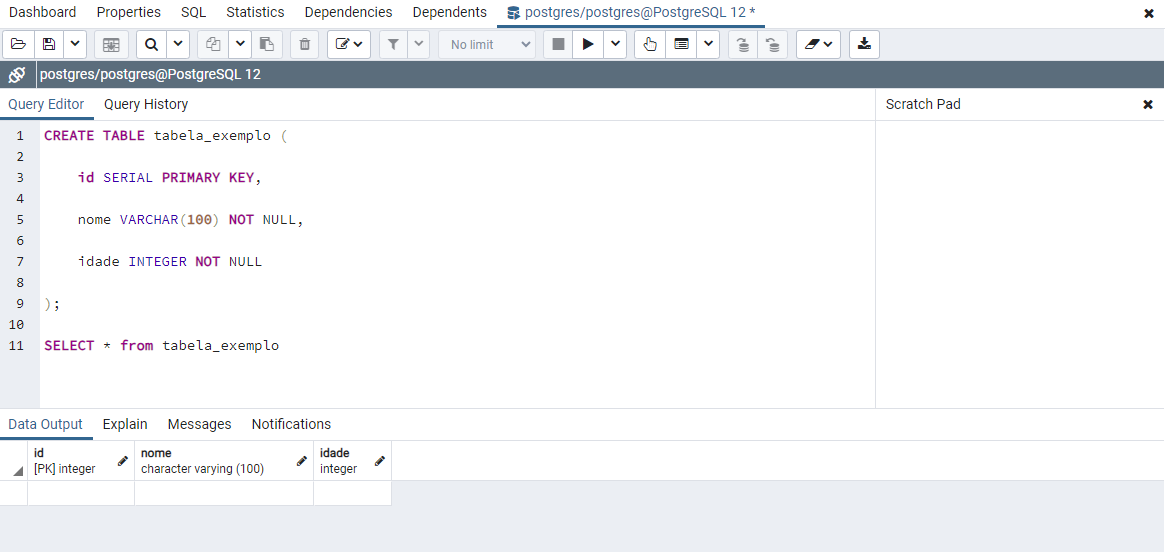 Dashboard Properties SQL Statistics Dependencies Dependents postgres/postgres@PostgreSQL 12 *
No limit
postgres/postgres@PostgreSQL 12
Query Editor Query History Scratch Pad
1 CREATE TABLE tabela_exemplo (
2
3 id SERIAL PRIMARY KEY,
4
5 nome VARCHAR(100) NOT NULL,
6
7 idade INTEGER NOT NULL
8
9 );
10
11 SELECT * from tabela_exemplo
Data Output Explain Messages Notifications
id nome idade
[PK] integer character varying (100) integer